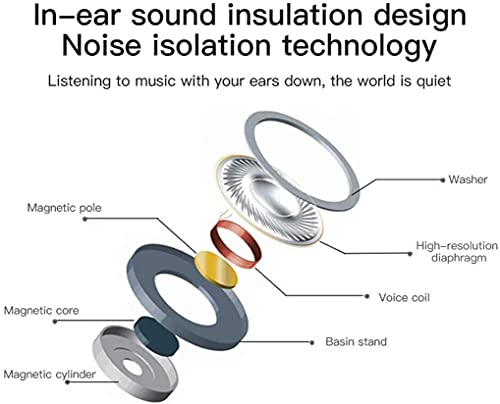 In-ear sound insulation design
Noise isolation technology
Listening to music with your ears down, the world is quiet
Washer
Magnetic pole
High-resolution
diaphragm
Voice coil
Magnetic core
Basin stand
Magnetic cylinder